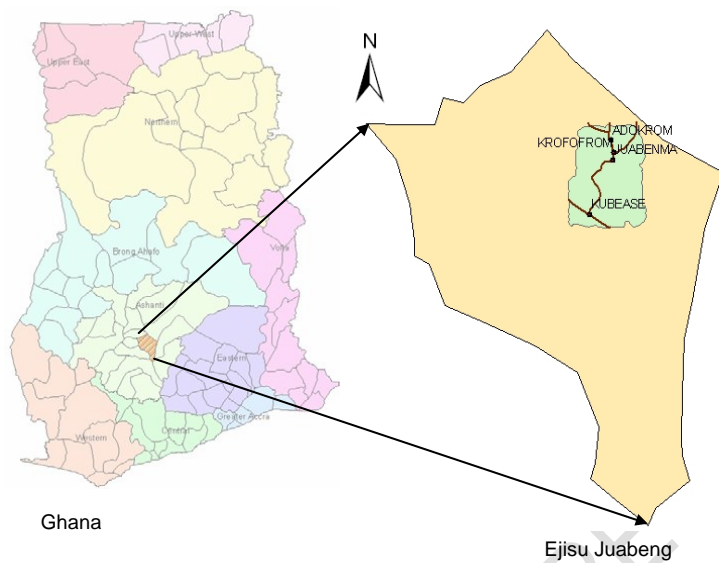 N
Upper West
Upper East
Northern
ADOKROM
KROFOFROM
JUABENMA
KUBEASE
Brong Ahafo
Volta
Ashanti
Eastern
Greater Accra
Central
Western
Ghana
Ejisu Juabeng